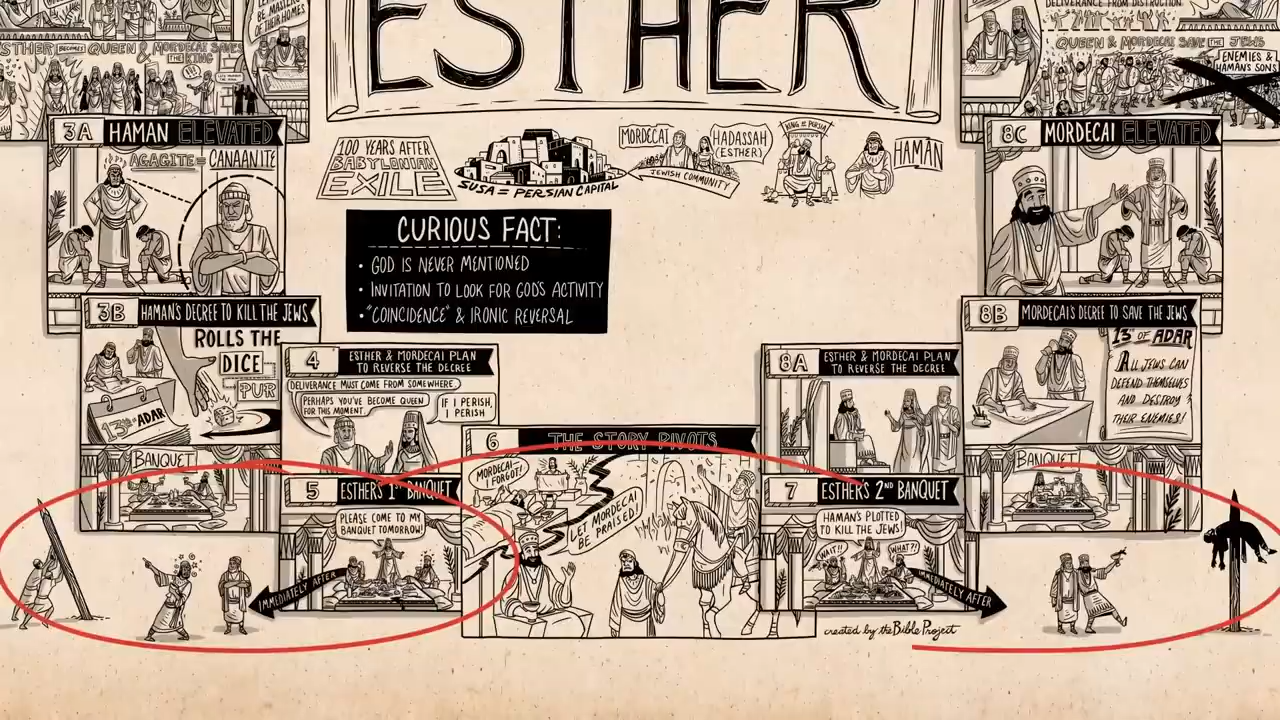 ESTHER
BE MASTER
OF THEIR HOMES
ESTHER BECOMES QUEEN & MORDECAI SAVES
THE KING
3A HAMAN ELEVATED
AGAGITE = CANAANITE
3B HAMAN'S DECREE TO KILL THE JEWS
ROLLS THE
DICE
PUR
13TH OF ADAR
BANQUET!
100 YEARS AFTER
BABYLONIAN
EXILE
SUSA = PERSIAN CAPITAL
MORDECAI
HADASSAH
(ESTHER)
JEWISH COMMUNITY
KING OF PERSIA
HAMAN
CURIOUS FACT:
• GOD IS NEVER MENTIONED
• INVITATION TO LOOK FOR GOD'S ACTIVITY
• "COINCIDENCE" & IRONIC REVERSAL
4 ESTHER & MORDECAI PLAN
TO REVERSE THE DECREE
DELIVERANCE MUST COME FROM SOMEWHERE.
PERHAPS YOU'VE BECOME QUEEN
FOR THIS MOMENT.
IF I PERISH,
I PERISH
5 ESTHER'S 1ST BANQUET
PLEASE COME TO MY
BANQUET TOMORROW!
IMMEDIATELY AFTER
6 THE STORY PIVOTS
MORDECAI
FORGOT!
LET MORDECAI
BE PRAISED!
7 ESTHER'S 2ND BANQUET
HAMAN'S PLOTTED
TO KILL THE JEWS!
WAIT!!
WHAT?!
IMMEDIATELY AFTER
created by the Bible Project
8A ESTHER & MORDECAI PLAN
TO REVERSE THE DECREE
8B MORDECAI'S DECREE TO SAVE THE JEWS
13TH OF ADAR
ALL JEWS CAN
DEFEND THEMSELVES
AND DESTROY
THEIR ENEMIES!
BANQUET!
8C MORDECAI ELEVATED
DELIVERANCE FROM DISTRUCTION
QUEEN & MORDECAI SAVE THE JEWS
ENEMIES &
HAMAN'S SONS